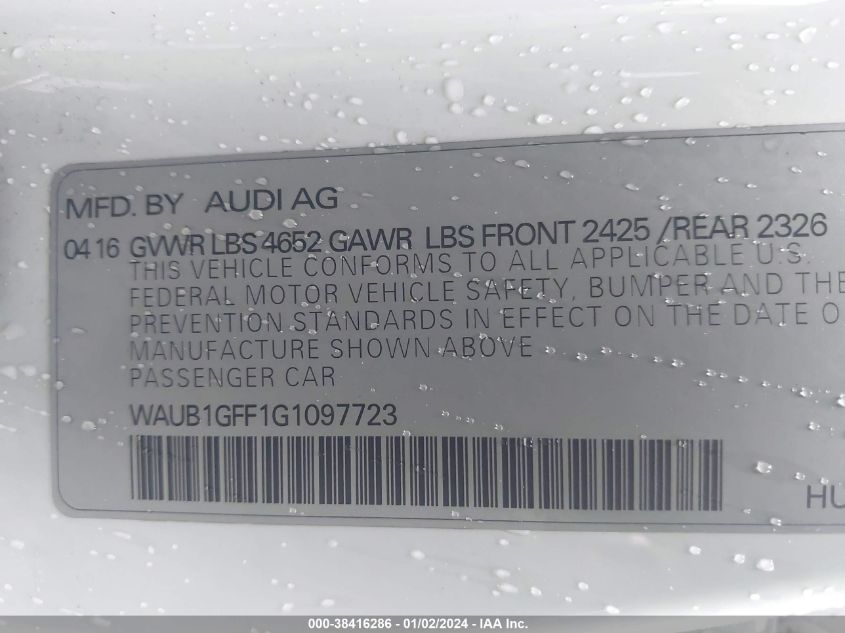 MFD. BY AUDI AG
04 16 GVWR LBS 4652 GAWR LBS FRONT 2425 /REAR 2326
THIS VEHICLE CONFORMS TO ALL APPLICABLE U.S.
FEDERAL MOTOR VEHICLE SAFETY, BUMPER AND THE
PREVENTION STANDARDS IN EFFECT ON THE DATE O
MANUFACTURE SHOWN ABOVE
PASSENGER CAR
WAUB1GFF1G1097723
HU
000-38416286 - 01/02/2024 - IAA Inc.